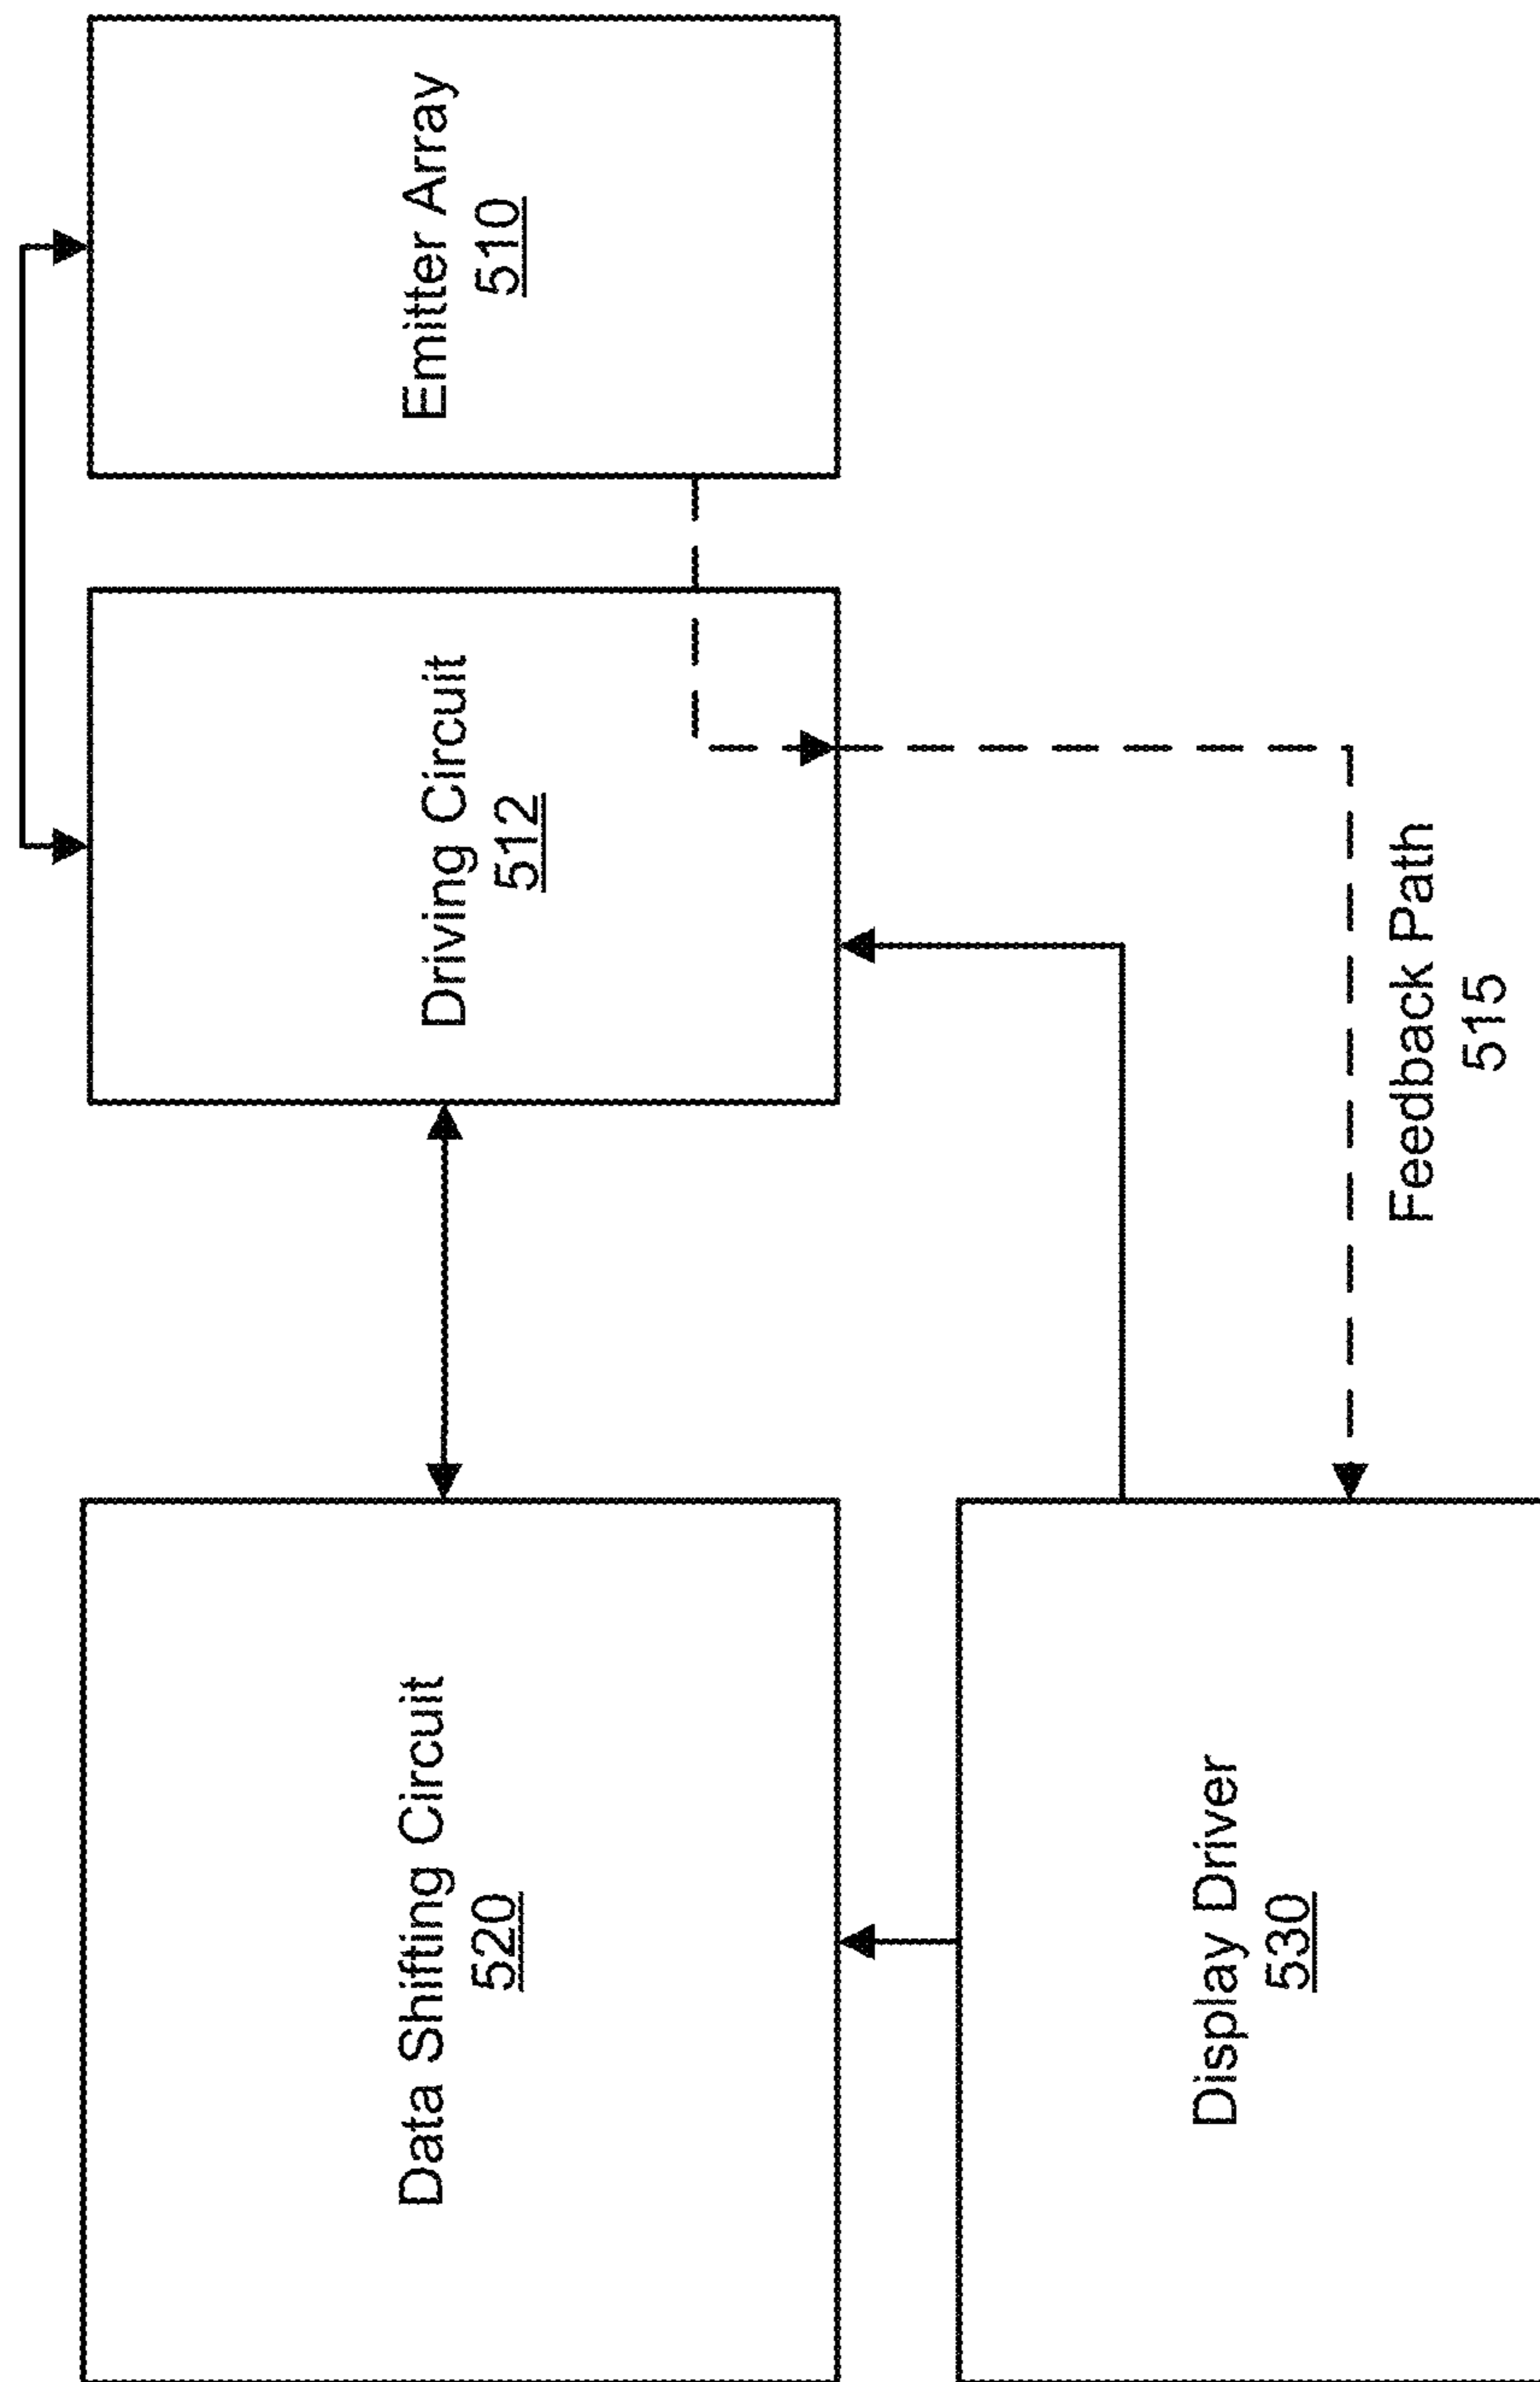 Data Shifting Circuit
520
Driving Circuit
512
Emitter Array
510
Display Driver
530
Feedback Path
515